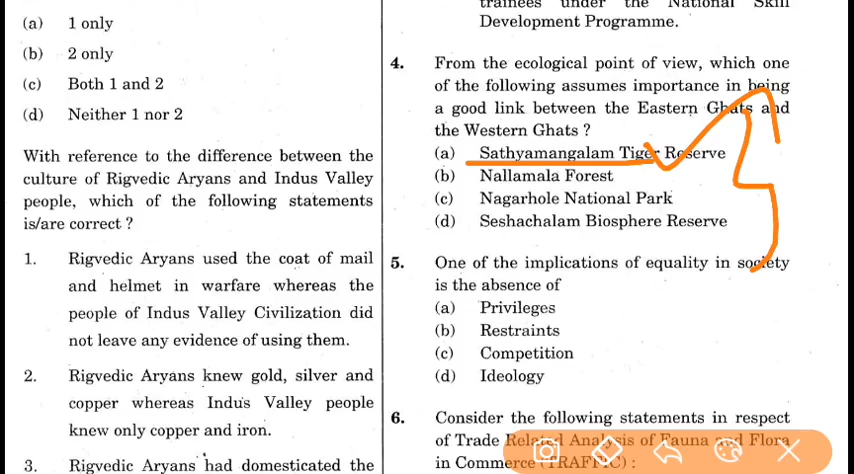 (a) 1 only
(b) 2 only
(c) Both 1 and 2
(d) Neither 1 nor 2
With reference to the difference between the
culture of Rigvedic Aryans and Indus Valley
people, which of the following statements
is/are correct ?
1. Rigvedic Aryans used the coat of mail
and helmet in warfare whereas the
people of Indus Valley Civilization did
not leave any evidence of using them.
2. Rigvedic Aryans knew gold, silver and
copper whereas Indus Valley people
knew only copper and iron.
3. Rigvedic Aryans had domesticated the
trainees under the National Skill
Development Programme.
4. From the ecological point of view, which one
of the following assumes importance in being
a good link between the Eastern Ghats and
the Western Ghats ?
(a) Sathyamangalam Tiger Reserve
(b) Nallamala Forest
(c) Nagarhole National Park
(d) Seshachalam Biosphere Reserve
5. One of the implications of equality in society
is the absence of
(a) Privileges
(b) Restraints
(c) Competition
(d) Ideology
6. Consider the following statements in respect
of Trade Related Analysis of Fauna and Flora
in Commerce (TRAFFIC) :